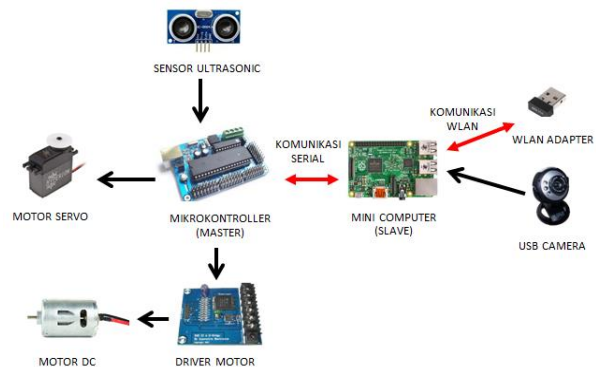 SENSOR ULTRASONIC
KOMUNIKASI
WLAN
WLAN ADAPTER
KOMUNIKASI
SERIAL
MOTOR SERVO
MIKROKONTROLLER
(MASTER)
MINI COMPUTER
(SLAVE)
USB CAMERA
MOTOR DC
DRIVER MOTOR